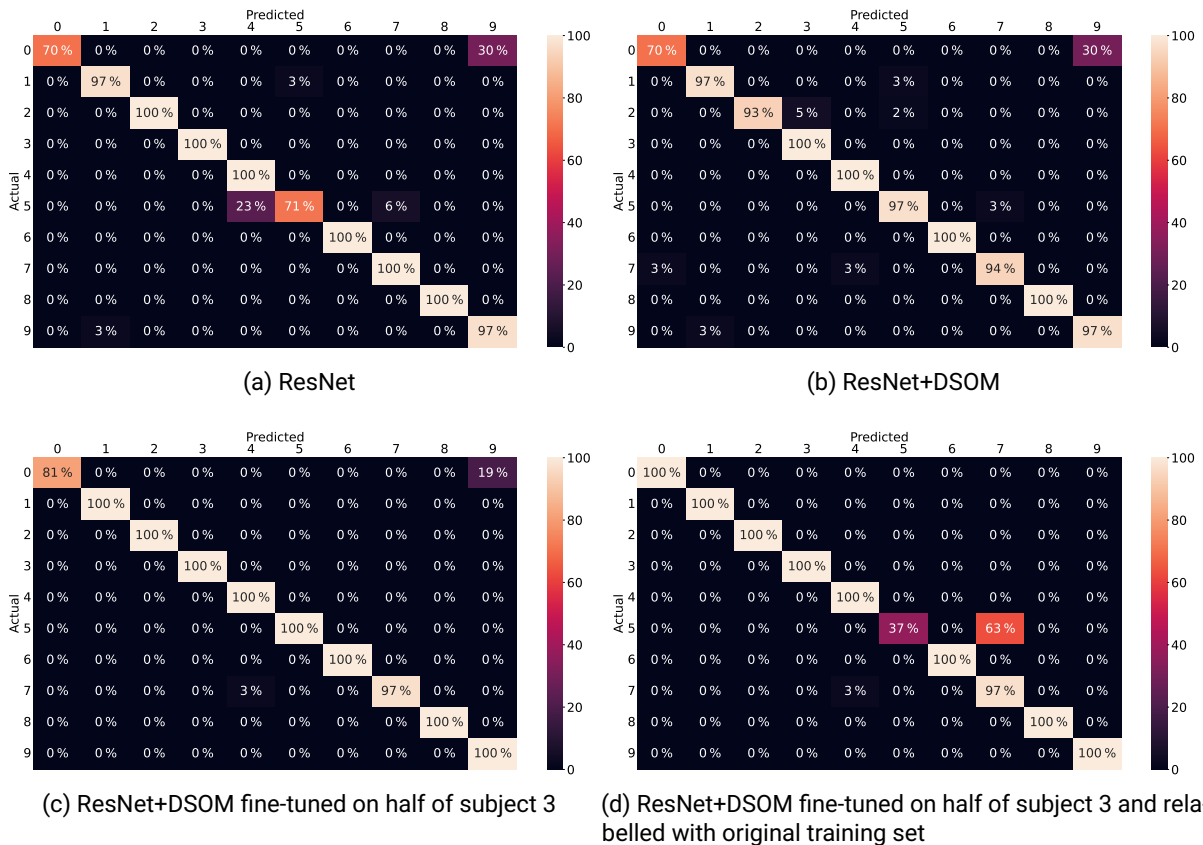 Predicted
0 1 2 3 4 5 6 7 8 9
0 70 % 0 % 0 % 0 % 0 % 0 % 0 % 0 % 0 % 30 %
1 0 % 97 % 0 % 0 % 0 % 3 % 0 % 0 % 0 % 0 %
2 0 % 0 % 100 % 0 % 0 % 0 % 0 % 0 % 0 % 0 %
3 0 % 0 % 0 % 100 % 0 % 0 % 0 % 0 % 0 % 0 %
4 0 % 0 % 0 % 0 % 100 % 0 % 0 % 0 % 0 % 0 %
5 0 % 0 % 0 % 0 % 23 % 71 % 0 % 6 % 0 % 0 %
6 0 % 0 % 0 % 0 % 0 % 0 % 100 % 0 % 0 % 0 %
7 0 % 0 % 0 % 0 % 0 % 0 % 0 % 100 % 0 % 0 %
8 0 % 0 % 0 % 0 % 0 % 0 % 0 % 0 % 100 % 0 %
9 0 % 3 % 0 % 0 % 0 % 0 % 0 % 0 % 0 % 97 %
Actual
100
80
60
40
20
0
(a) ResNet
Predicted
0 1 2 3 4 5 6 7 8 9
0 70 % 0 % 0 % 0 % 0 % 0 % 0 % 0 % 0 % 30 %
1 0 % 97 % 0 % 0 % 0 % 3 % 0 % 0 % 0 % 0 %
2 0 % 0 % 93 % 5 % 0 % 2 % 0 % 0 % 0 % 0 %
3 0 % 0 % 0 % 100 % 0 % 0 % 0 % 0 % 0 % 0 %
4 0 % 0 % 0 % 0 % 100 % 0 % 0 % 0 % 0 % 0 %
5 0 % 0 % 0 % 0 % 0 % 97 % 0 % 3 % 0 % 0 %
6 0 % 0 % 0 % 0 % 0 % 0 % 100 % 0 % 0 % 0 %
7 3 % 0 % 0 % 0 % 3 % 0 % 0 % 94 % 0 % 0 %
8 0 % 0 % 0 % 0 % 0 % 0 % 0 % 0 % 100 % 0 %
9 0 % 3 % 0 % 0 % 0 % 0 % 0 % 0 % 0 % 97 %
Actual
100
80
60
40
20
0
(b) ResNet+DSOM
Predicted
0 1 2 3 4 5 6 7 8 9
0 81 % 0 % 0 % 0 % 0 % 0 % 0 % 0 % 0 % 19 %
1 0 % 100 % 0 % 0 % 0 % 0 % 0 % 0 % 0 % 0 %
2 0 % 0 % 100 % 0 % 0 % 0 % 0 % 0 % 0 % 0 %
3 0 % 0 % 0 % 100 % 0 % 0 % 0 % 0 % 0 % 0 %
4 0 % 0 % 0 % 0 % 100 % 0 % 0 % 0 % 0 % 0 %
5 0 % 0 % 0 % 0 % 0 % 100 % 0 % 0 % 0 % 0 %
6 0 % 0 % 0 % 0 % 0 % 0 % 100 % 0 % 0 % 0 %
7 0 % 0 % 0 % 0 % 3 % 0 % 0 % 97 % 0 % 0 %
8 0 % 0 % 0 % 0 % 0 % 0 % 0 % 0 % 100 % 0 %
9 0 % 0 % 0 % 0 % 0 % 0 % 0 % 0 % 0 % 100 %
Actual
100
80
60
40
20
0
(c) ResNet+DSOM fine-tuned on half of subject 3
Predicted
0 1 2 3 4 5 6 7 8 9
0 100 % 0 % 0 % 0 % 0 % 0 % 0 % 0 % 0 % 0 %
1 0 % 100 % 0 % 0 % 0 % 0 % 0 % 0 % 0 % 0 %
2 0 % 0 % 100 % 0 % 0 % 0 % 0 % 0 % 0 % 0 %
3 0 % 0 % 0 % 100 % 0 % 0 % 0 % 0 % 0 % 0 %
4 0 % 0 % 0 % 0 % 100 % 0 % 0 % 0 % 0 % 0 %
5 0 % 0 % 0 % 0 % 0 % 37 % 0 % 63 % 0 % 0 %
6 0 % 0 % 0 % 0 % 0 % 0 % 100 % 0 % 0 % 0 %
7 0 % 0 % 0 % 0 % 3 % 0 % 0 % 97 % 0 % 0 %
8 0 % 0 % 0 % 0 % 0 % 0 % 0 % 0 % 100 % 0 %
9 0 % 0 % 0 % 0 % 0 % 0 % 0 % 0 % 0 % 100 %
Actual
100
80
60
40
20
0
(d) ResNet+DSOM fine-tuned on half of subject 3 and rela
belled with original training set